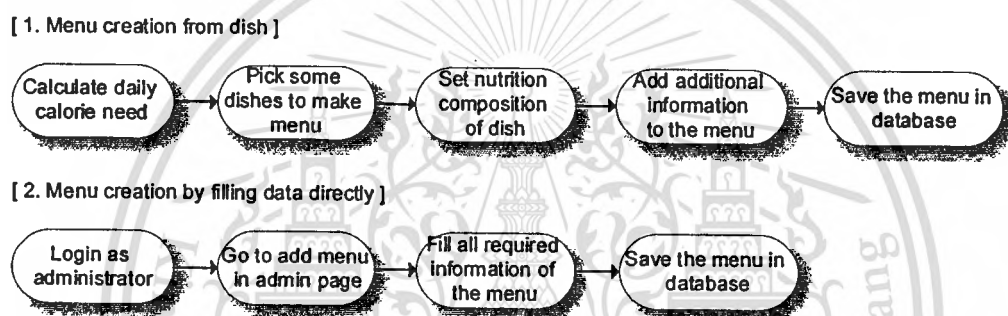 [ 1. Menu creation from dish ]
Calculate daily
calorie need
Pick some
dishes to make
menu
Set nutrition
composition
of dish
Add additional
information
to the menu
Save the menu in
database
[ 2. Menu creation by filling data directly ]
Login as
administrator
Go to add menu
in admin page
Fill all required
information of
the menu
Save the menu in
database